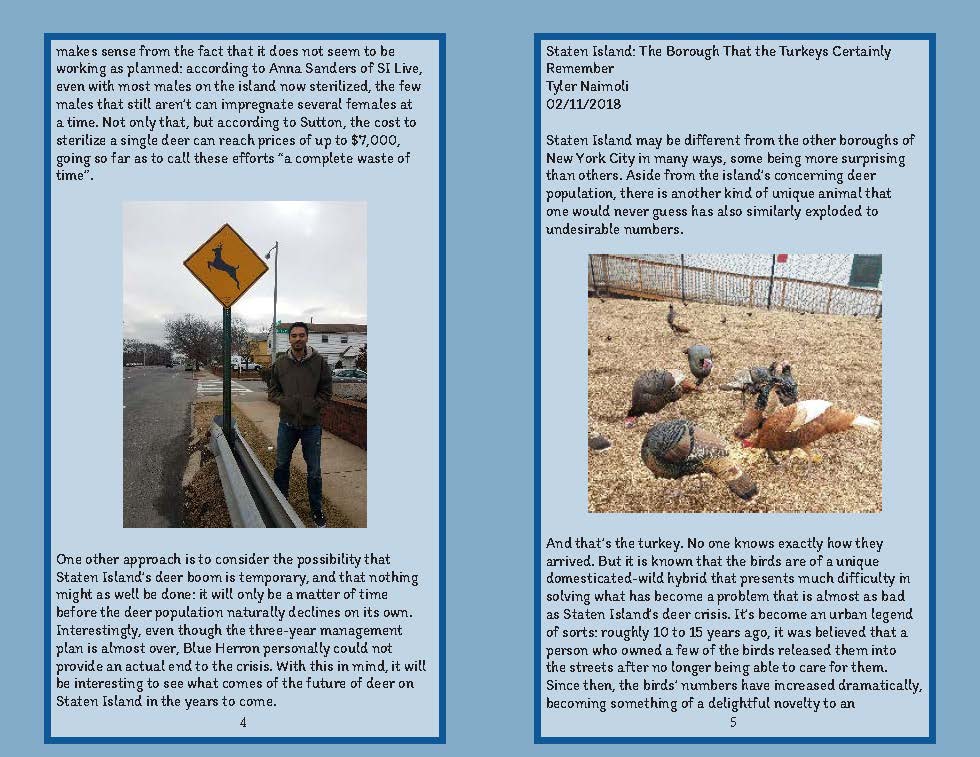 makes sense from the fact that it does not seem to be
working as planned: according to Anna Sanders of SI Live,
even with most males on the island now sterilized, the few
males that still aren't can impregnate several females at
a time. Not only that, but according to Sutton, the cost to
sterilize a single deer can reach prices of up to $7,000,
going so far as to call these efforts "a complete waste of
time".
One other approach is to consider the possibility that
Staten Island's deer boom is temporary, and that nothing
might as well be done: it will only be a matter of time
before the deer population naturally declines on its own.
Interestingly, even though the three-year management
plan is almost over, Blue Herron personally could not
provide an actual end to the crisis. With this in mind, it will
be interesting to see what comes of the future of deer on
Staten Island in the years to come.
4
Staten Island: The Borough That the Turkeys Certainly
Remember
Tyler Naimoli
02/11/2018
Staten Island may be different from the other boroughs of
New York City in many ways, some being more surprising
than others. Aside from the island's concerning deer
population, there is another kind of unique animal that
one would never guess has also similarly exploded to
undesirable numbers.
And that's the turkey. No one knows exactly how they
arrived. But it is known that the birds are of a unique
domesticated-wild hybrid that presents much difficulty in
solving what has become a problem that is almost as bad
as Staten Island's deer crisis. It's become an urban legend
of sorts: roughly 10 to 15 years ago, it was believed that a
person who owned a few of the birds released them into
the streets after no longer being able to care for them.
Since then, the birds' numbers have increased dramatically,
becoming something of a delightful novelty to an
5